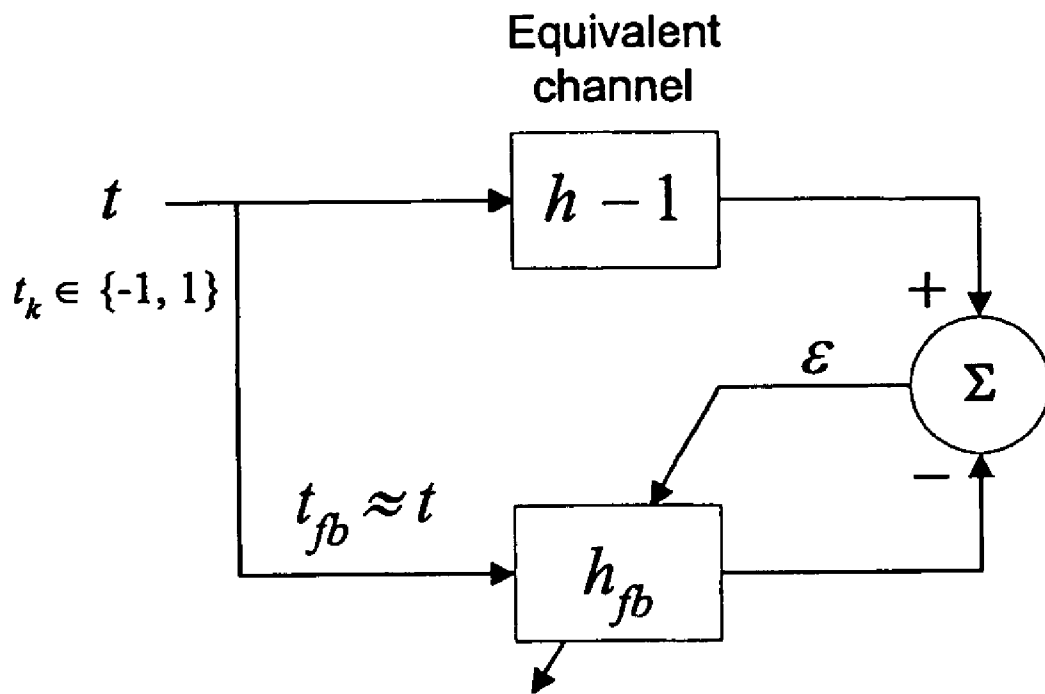 Equivalent
channel
t
h − 1
t_k ∈ {-1, 1}
+
ε
Σ
−
t_fb ≈ t
h_fb